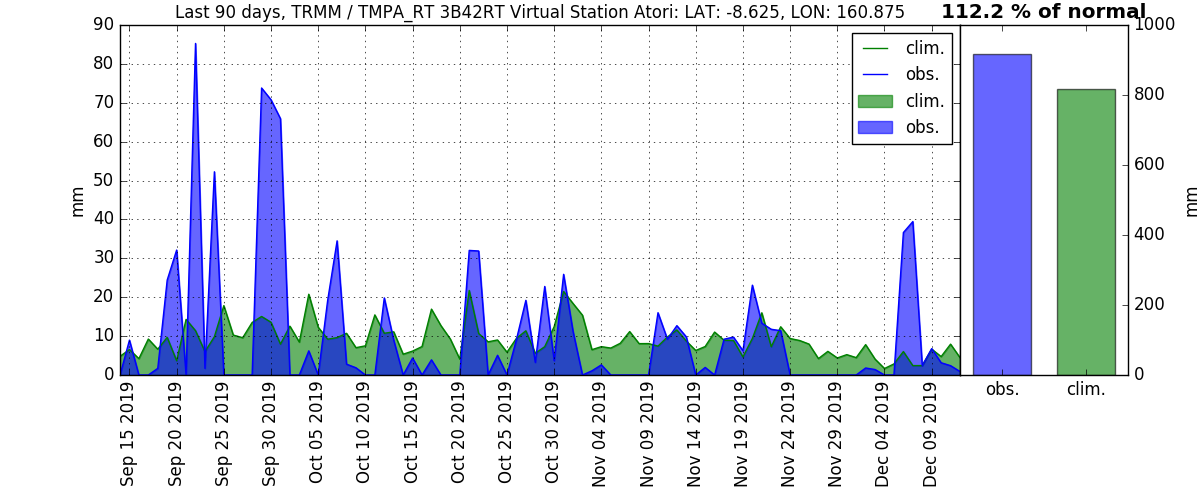 Last 90 days, TRMM / TMPA_RT 3B42RT Virtual Station Atori: LAT: -8.625, LON: 160.875
112.2 % of normal
90
80
70
60
50
40
30
20
10
0
mm
clim.
obs.
clim.
obs.
1000
800
600
400
200
0
mm
Sep 15 2019
Sep 20 2019
Sep 25 2019
Sep 30 2019
Oct 05 2019
Oct 10 2019
Oct 15 2019
Oct 20 2019
Oct 25 2019
Oct 30 2019
Nov 04 2019
Nov 09 2019
Nov 14 2019
Nov 19 2019
Nov 24 2019
Nov 29 2019
Dec 04 2019
Dec 09 2019
obs.
clim.